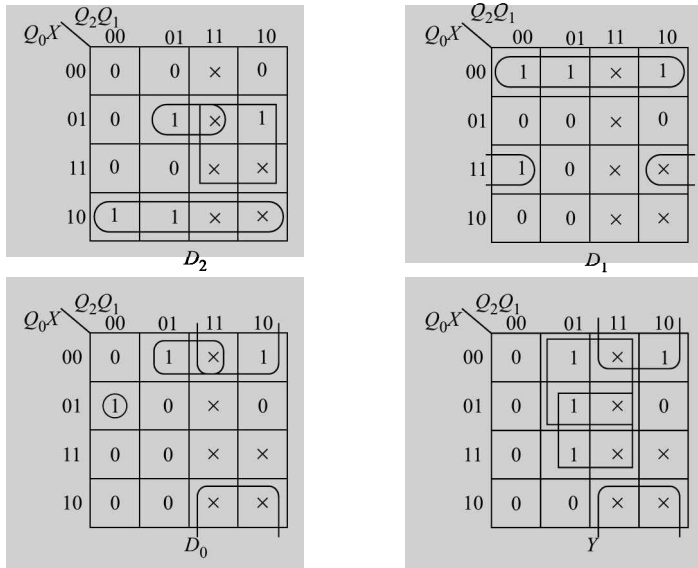 Q₂Q₁
Q₀X 00 01 11 10
00 0 0 × 0
01 0 1 × 1
11 0 0 × ×
10 1 1 × ×
D₂
Q₂Q₁
Q₀X 00 01 11 10
00 1 1 × 1
01 0 0 × 0
11 1 0 × ×
10 0 0 × ×
D₁
Q₂Q₁
Q₀X 00 01 11 10
00 0 1 × 1
01 1 0 × 0
11 0 0 × ×
10 0 0 × ×
D₀
Q₂Q₁
Q₀X 00 01 11 10
00 0 1 × 1
01 0 1 × 0
11 0 1 × ×
10 0 0 × ×
Y